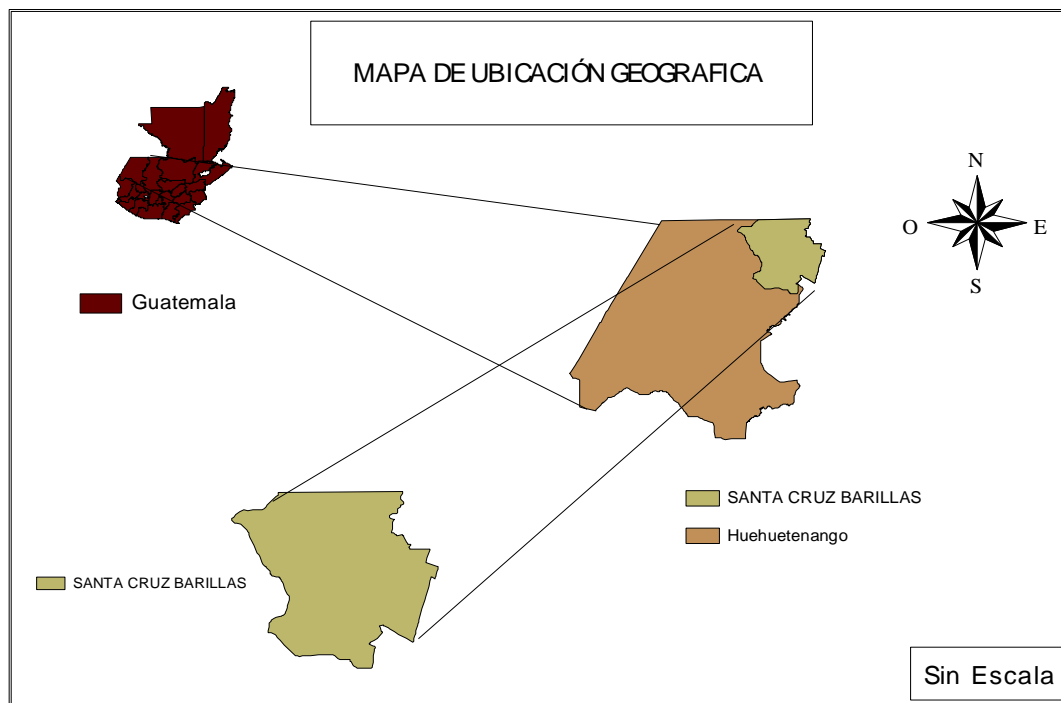 MAPA DE UBICACIÓN GEOGRAFICA
N
O
E
S
Guatemala
SANTA CRUZ BARILLAS
Huehuetenango
SANTA CRUZ BARILLAS
Sin Escala